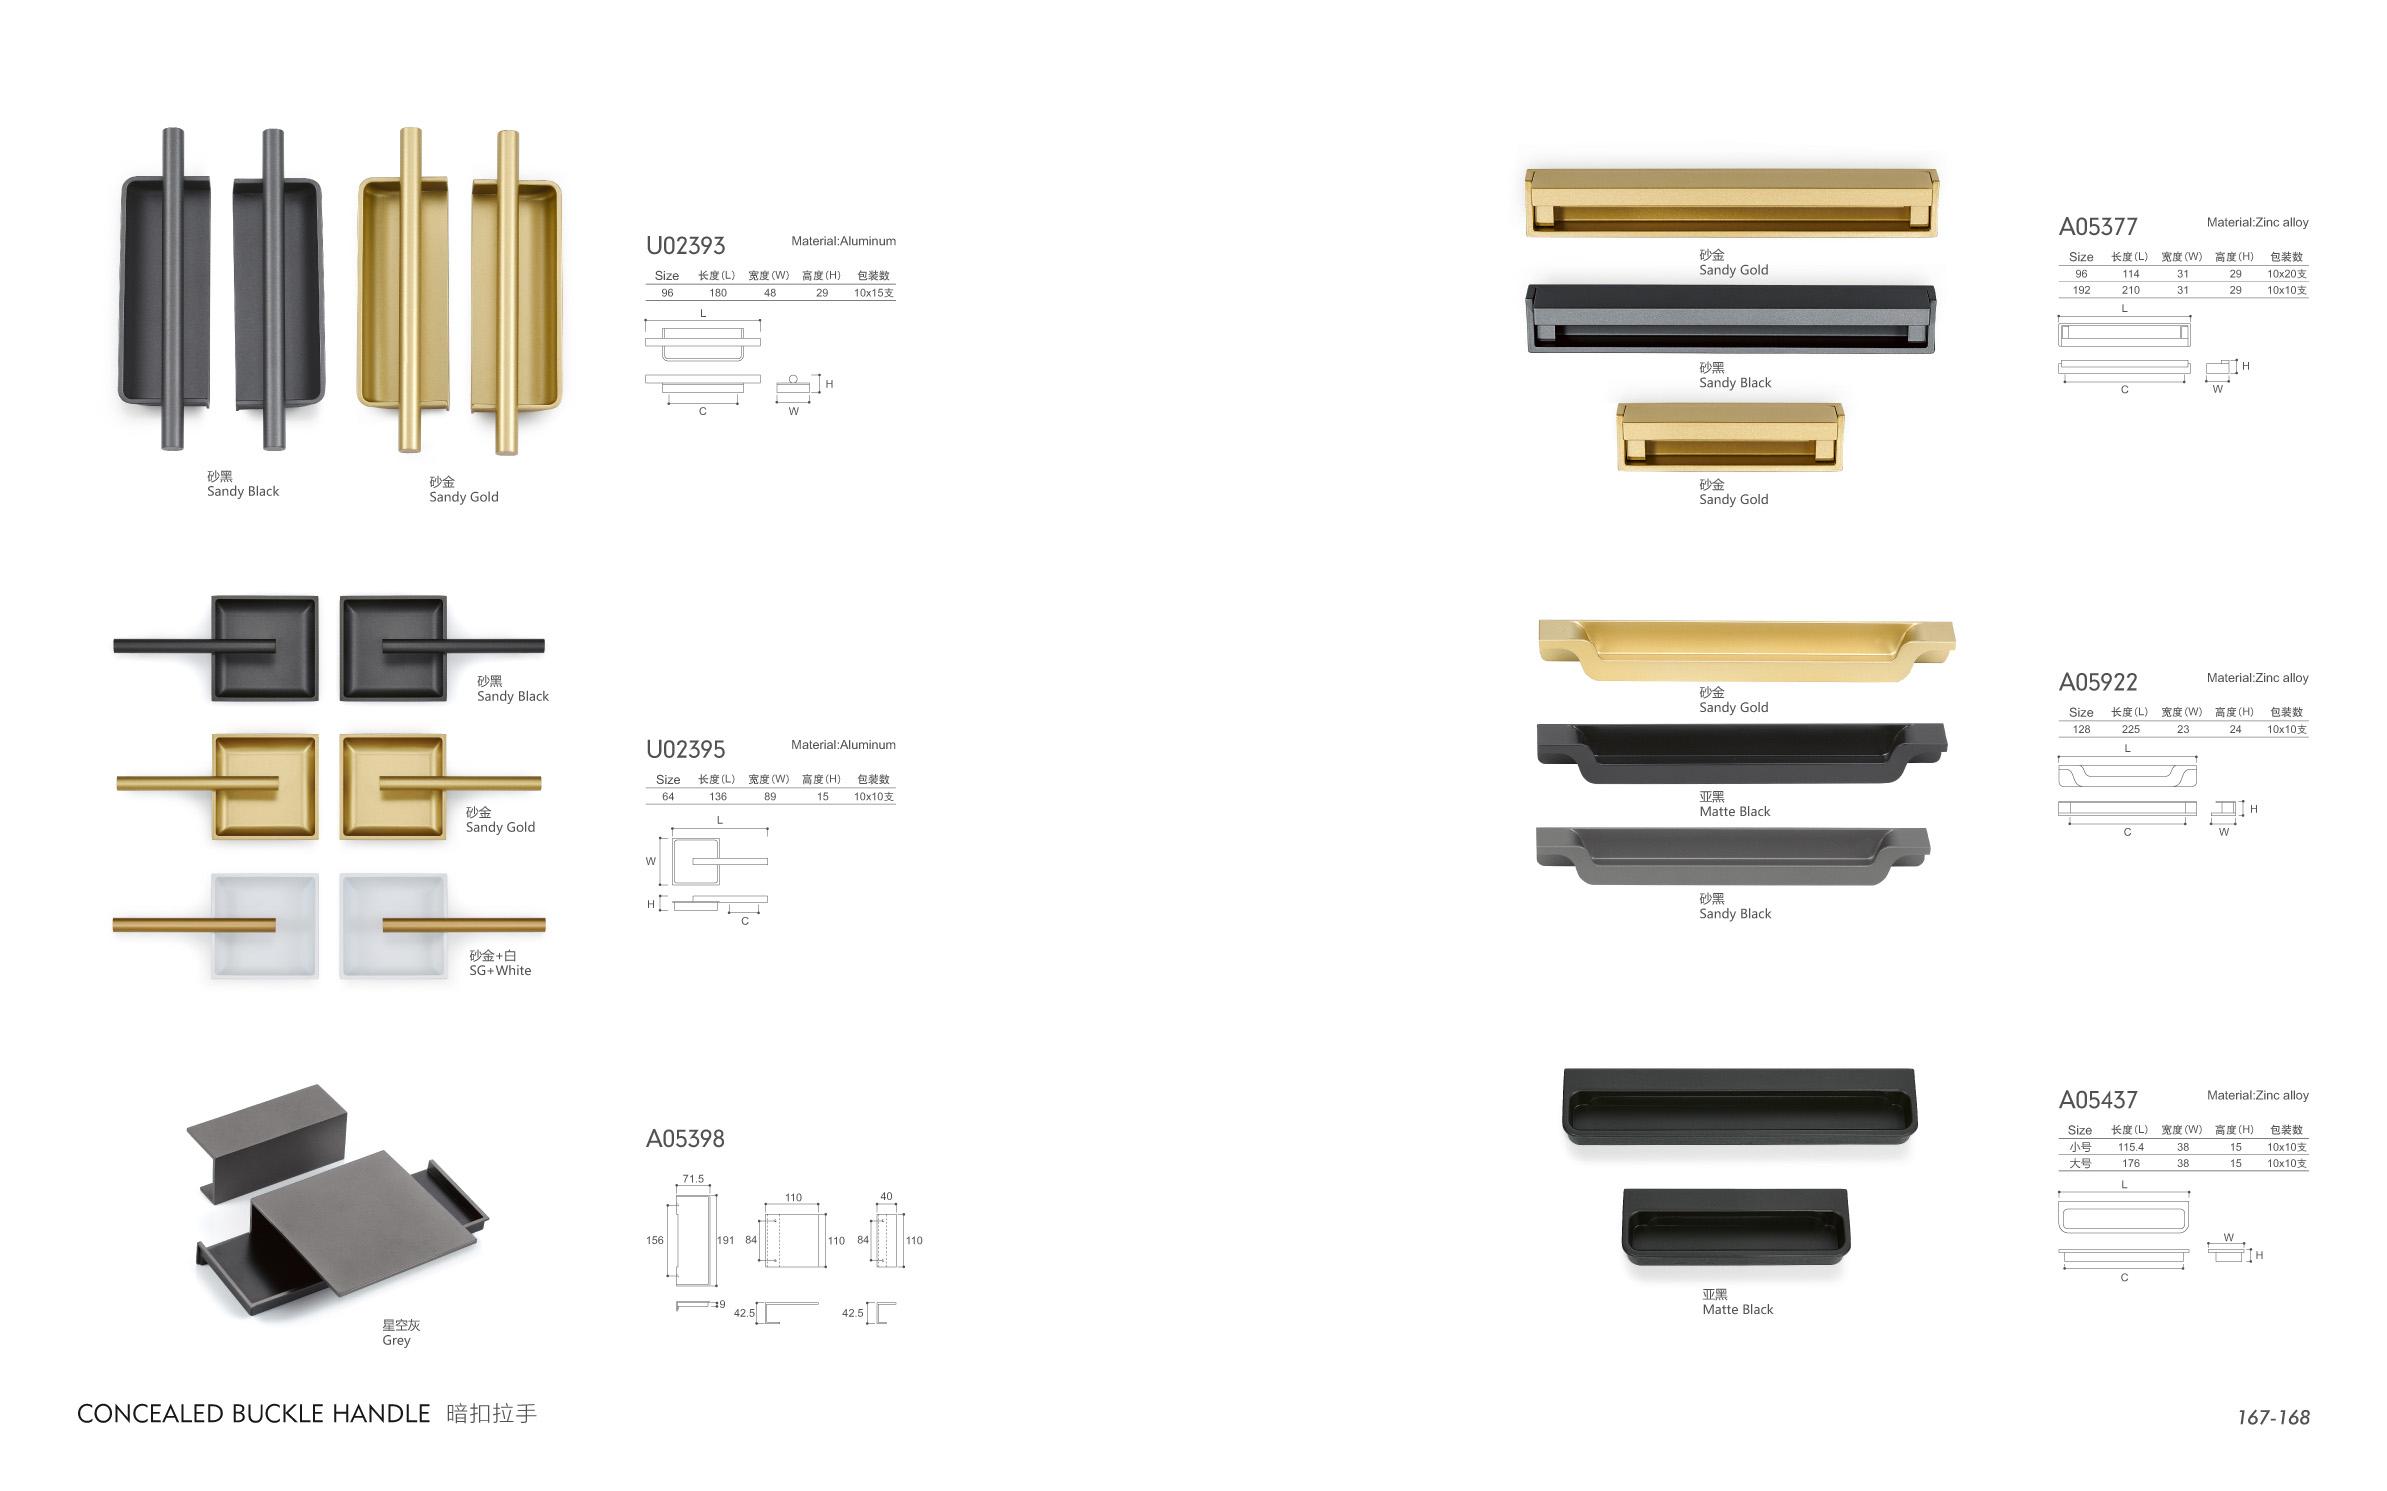 砂黑
Sandy Black
砂金
Sandy Gold
U02393 Material:Aluminum
Size 长度(L) 宽度(W) 高度(H) 包装数
96 180 48 29 10x15支
L
H
C W
砂黑
Sandy Black
砂金
Sandy Gold
砂金+白
SG+White
U02395 Material:Aluminum
Size 长度(L) 宽度(W) 高度(H) 包装数
64 136 89 15 10x10支
L
W
H
C
星空灰
Grey
A05398
71.5
156 191
9
110
84 110
42.5
40
84 110
42.5
砂金
Sandy Gold
砂黑
Sandy Black
砂金
Sandy Gold
A05377 Material:Zinc alloy
Size 长度(L) 宽度(W) 高度(H) 包装数
96 114 31 29 10x20支
192 210 31 29 10x10支
L
H
C W
砂金
Sandy Gold
亚黑
Matte Black
砂黑
Sandy Black
A05922 Material:Zinc alloy
Size 长度(L) 宽度(W) 高度(H) 包装数
128 225 23 24 10x10支
L
H
C W
亚黑
Matte Black
A05437 Material:Zinc alloy
Size 长度(L) 宽度(W) 高度(H) 包装数
小号 115.4 38 15 10x10支
大号 176 38 15 10x10支
L
W
H
C
CONCEALED BUCKLE HANDLE 暗扣拉手
167-168